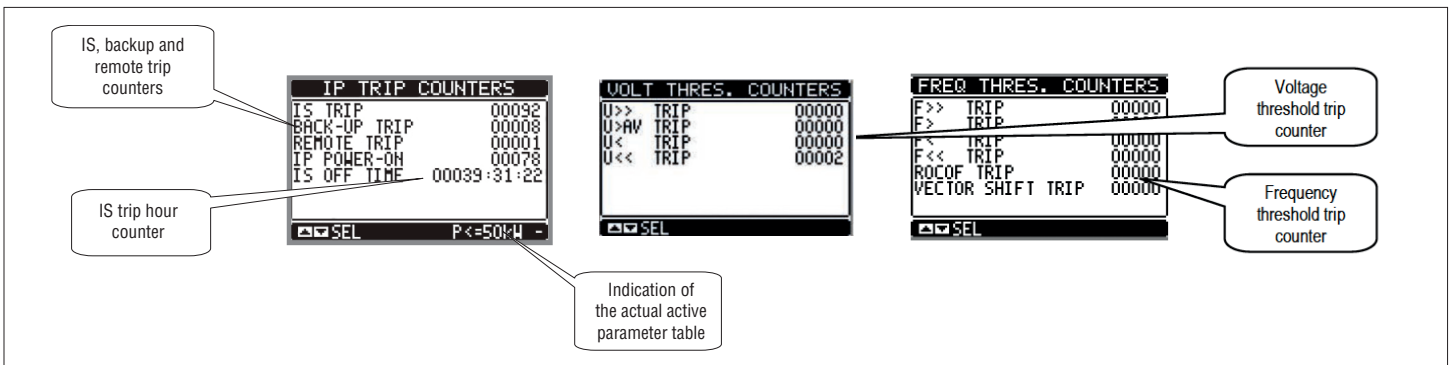 IS, backup and
remote trip
counters
IS trip hour
counter
IP TRIP COUNTERS
IS TRIP 00092
BACK-UP TRIP 00008
REMOTE TRIP 00001
IP POWER-ON 00078
IS OFF TIME 00039:31:22
SEL P<=50kW -
Indication of
the actual active
parameter table
VOLT THRES. COUNTERS
U>> TRIP 00000
U>AV TRIP 00000
U< TRIP 00000
U<< TRIP 00002
SEL
FREQ THRES. COUNTERS
F>> TRIP 00000
F> TRIP
F< TRIP 00000
F<< TRIP 00000
ROCOF TRIP 00000
VECTOR SHIFT TRIP 00000
SEL
Voltage
threshold trip
counter
Frequency
threshold trip
counter